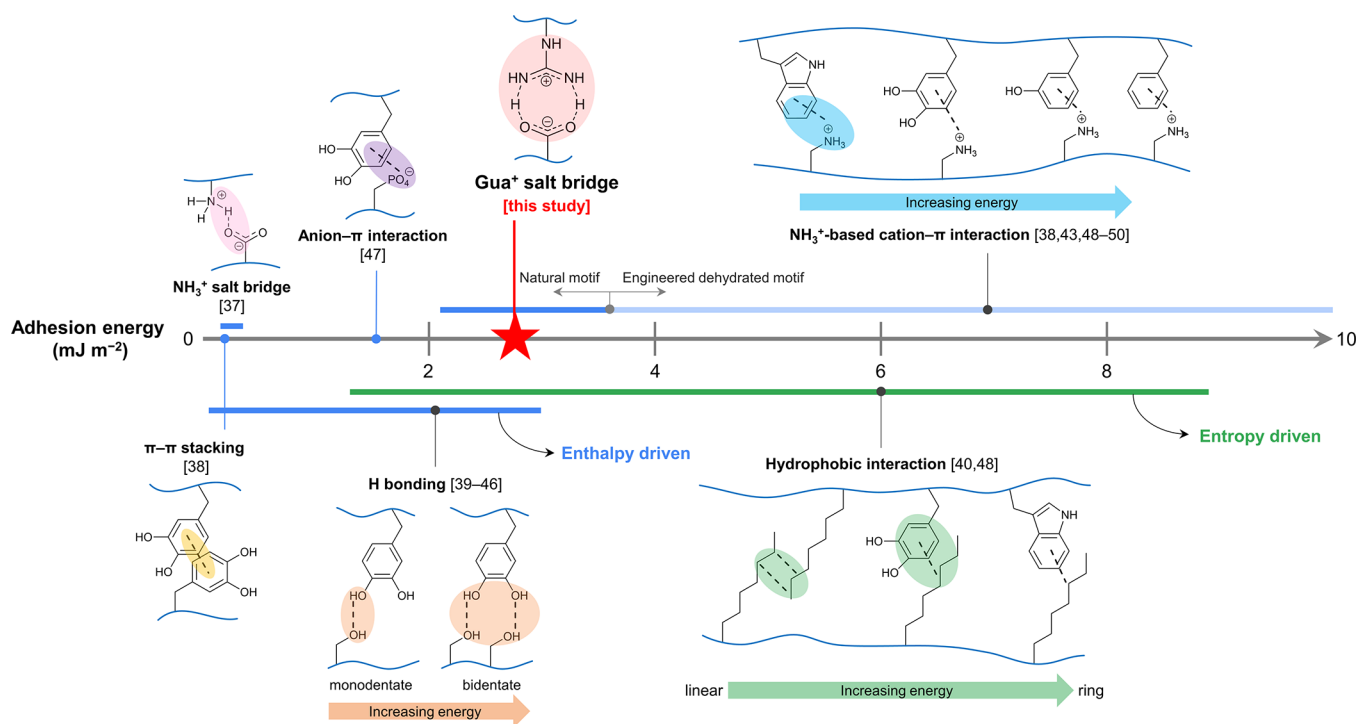 NH
NH
NH
⊕
H
H
O
⊖
O
Gua⁺ salt bridge
[this study]
HO
HO
⊖
PO₄
Anion–π interaction
[47]
H
⊕
H–N
H
H
O
O
⊖
NH₃⁺ salt bridge
[37]
NH
⊕
NH₃
HO
HO
⊕
NH₃
HO
⊕
NH₃
⊕
NH₃
Increasing energy
NH₃⁺-based cation–π interaction [38,43,48–50]
Natural motif
Engineered dehydrated motif
Adhesion energy
(mJ m⁻²)
0
2
4
6
8
10
π–π stacking
[38]
HO
OH
OH
OH
Enthalpy driven
H bonding [39–46]
HO
OH
OH
HO
OH
OH
OH
monodentate
bidentate
Increasing energy
Entropy driven
Hydrophobic interaction [40,48]
HO
HO
NH
linear
Increasing energy
ring